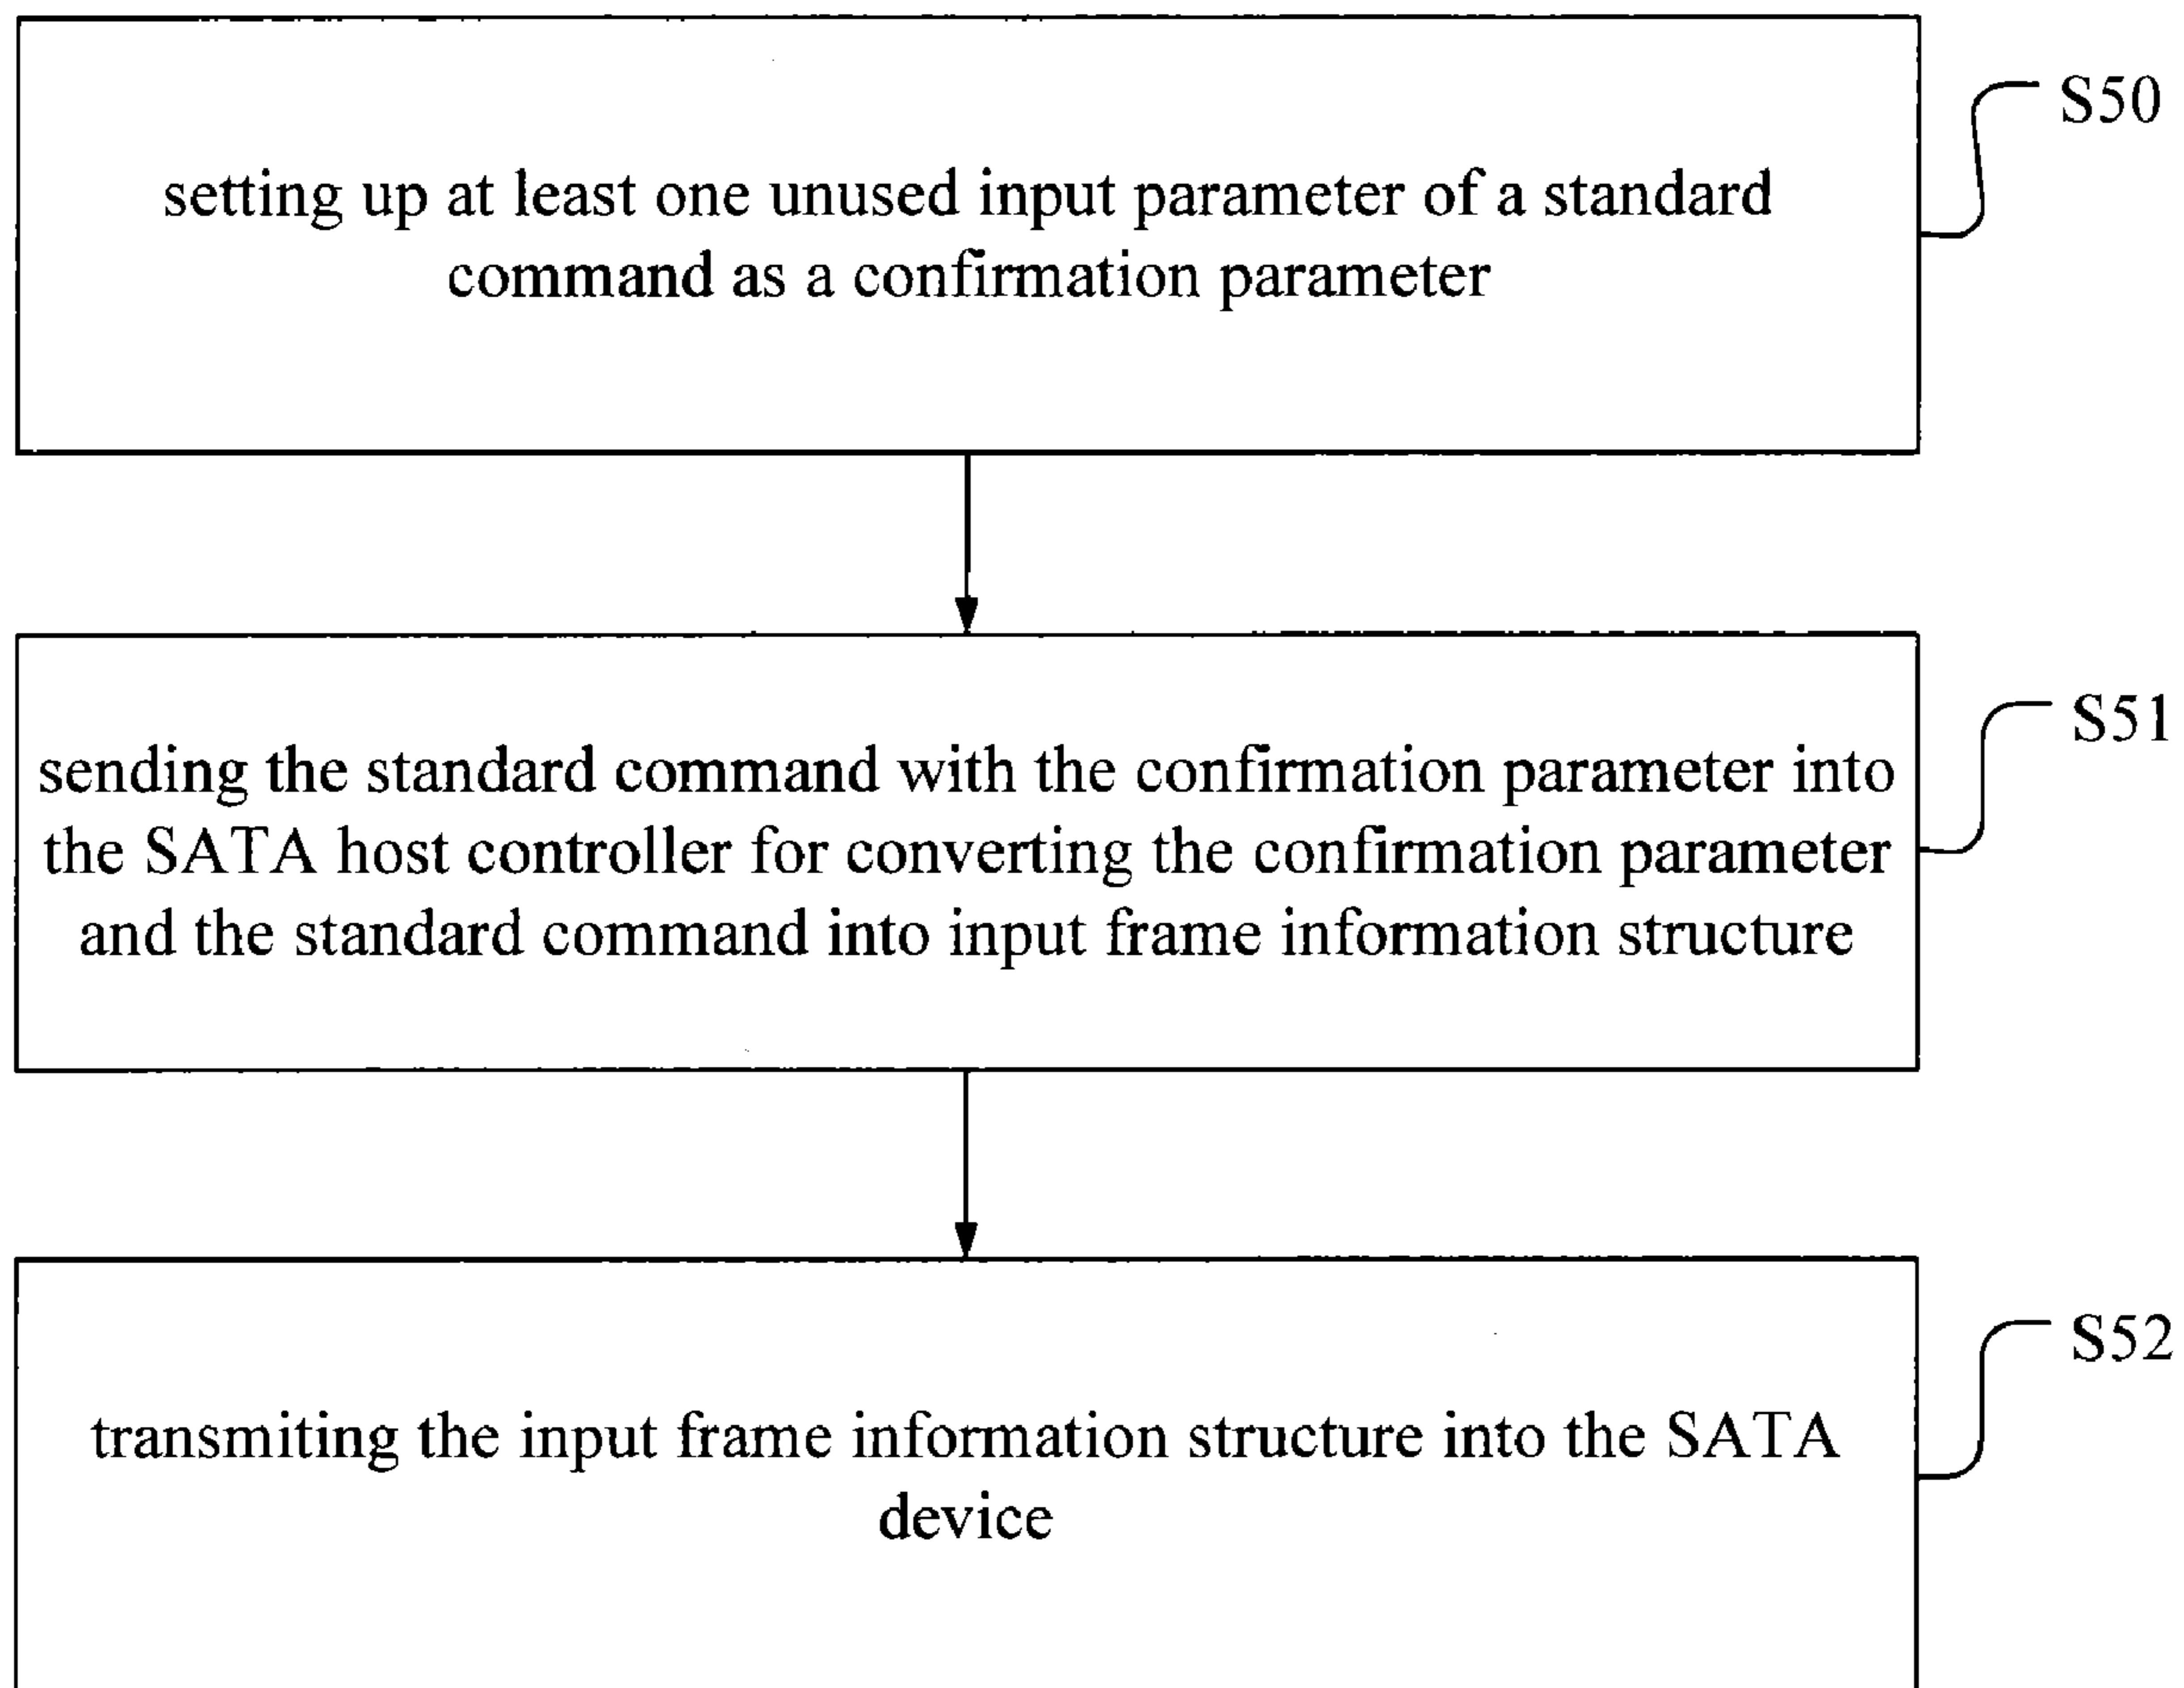 S50
setting up at least one unused input parameter of a standard
command as a confirmation parameter
S51
sending the standard command with the confirmation parameter into
the SATA host controller for converting the confirmation parameter
and the standard command into input frame information structure
S52
transmiting the input frame information structure into the SATA
device